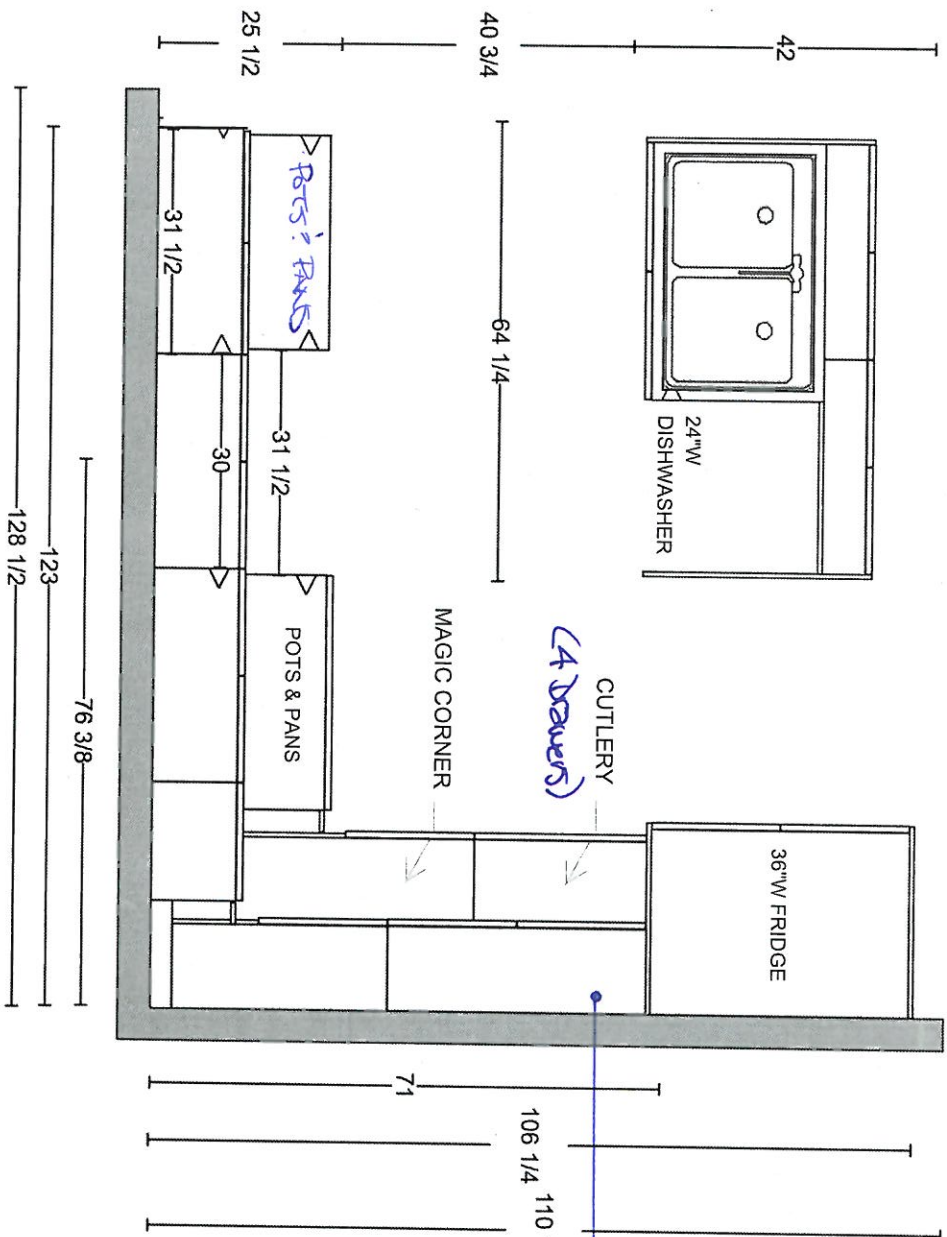 42
40 3/4
25 1/2
64 1/4
24"W
DISHWASHER
Pots & Pans
31 1/2
31 1/2
30
POTS & PANS
MAGIC CORNER
CUTLERY
(4 Drawers)
36"W FRIDGE
71
106 1/4
110
76 3/8
123
128 1/2